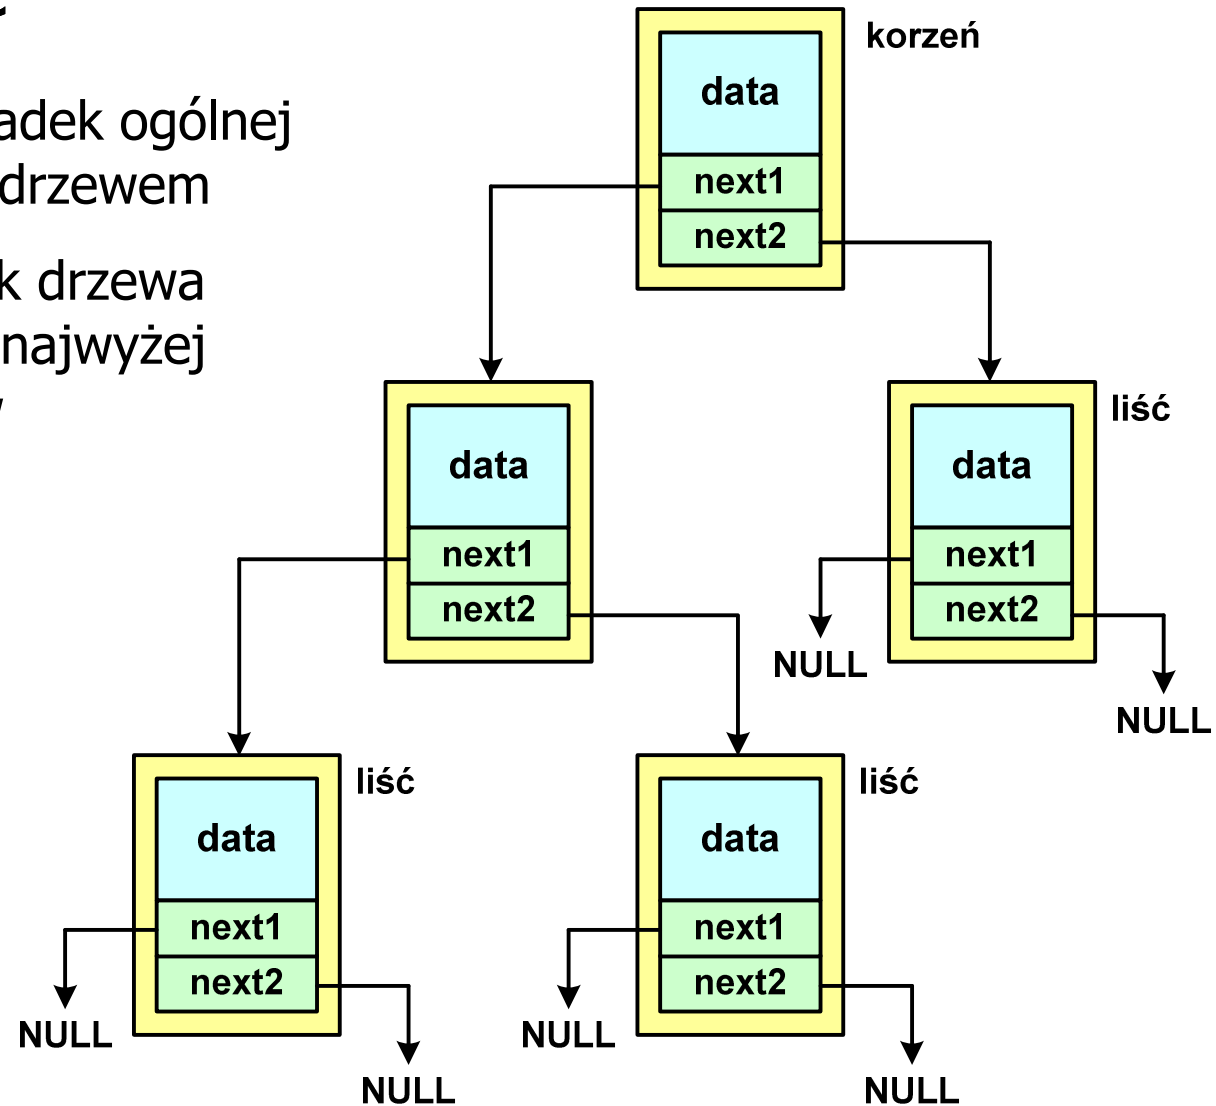 korzeń
data
adek ogólnej
next1
drzewem
next2
k drzewa
najwyżej
liść
data
data
next1
next1
next2
next2
NULL
NULL
liść
liść
data
data
next1
next1
next2
next2
NULL
NULL
NULL
NULL